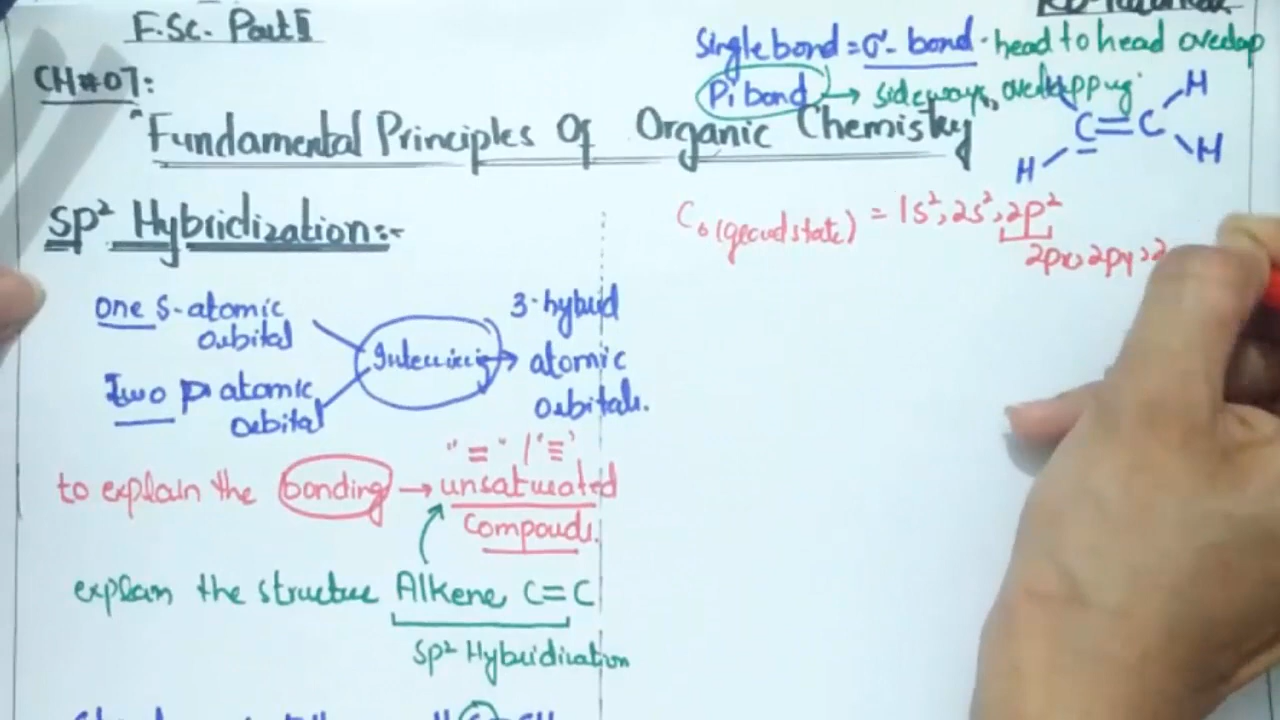 F.Sc. Part I
CH#07:
"Fundamental Principles Of Organic Chemistry
Single bond = σ - bond · head to head overlap
Pi bond → sideways, overlapping
C=C
H
H
H
SP² Hybridization:-
one S-atomic
orbital
Two p atomic
orbital
Intermixing
3-hybrid
atomic
orbitals.
"=" / "≡"
to explain the bonding → unsaturated
Compouds.
explain the structure Alkene C=C
SP² Hybridization
C₆ (ground state) = 1s², 2s², 2p²
2px, 2py, 2